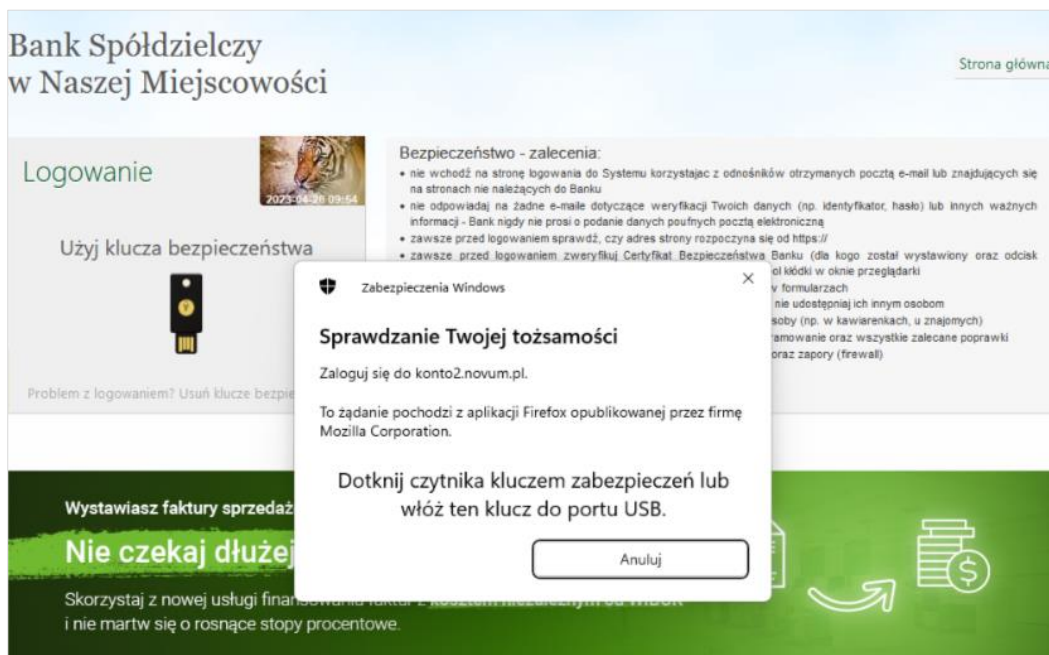 Bank Spółdzielczy
w Naszej Miejscowości
Strona główna
Logowanie
2023-04-26 09:54
Użyj klucza bezpieczeństwa
Problem z logowaniem? Usuń klucze
Bezpieczeństwo - zalecenia:
• nie wchodź na stronę logowania do Systemu korzystajac z odnośników otrzymanych pocztą e-mail lub znajdujących się
na stronach nie należących do Banku
• nie odpowiadaj na żadne e-maile dotyczące weryfikacji Twoich danych (np. identyfikator, hasło) lub innych ważnych
informacji - Bank nigdy nie prosi o podanie danych poufnych pocztą elektroniczną
• zawsze przed logowaniem sprawdź, czy adres strony rozpoczyna się od https://
• zawsze przed logowaniem zweryfikuj Certyfikat Bezpieczeństwa Banku (dla kogo został wystawiony oraz odcisk
kłódki w oknie przeglądarki
formularzach
nie udostępniaj ich innym osobom
(np. w kawiarenkach, u znajomych)
oraz wszystkie zalecane poprawki
oraz zapory (firewall)
Zabezpieczenia Windows
Sprawdzanie Twojej tożsamości
Zaloguj się do konto2.novum.pl.
To żądanie pochodzi z aplikacji Firefox opublikowanej przez firmę
Mozilla Corporation.
Dotknij czytnika kluczem zabezpieczeń lub
włóż ten klucz do portu USB.
Anuluj
Wystawiasz faktury
Nie czekaj dłużej
Skorzystaj z nowej usługi
i nie martw się o rosnące stopy procentowe.